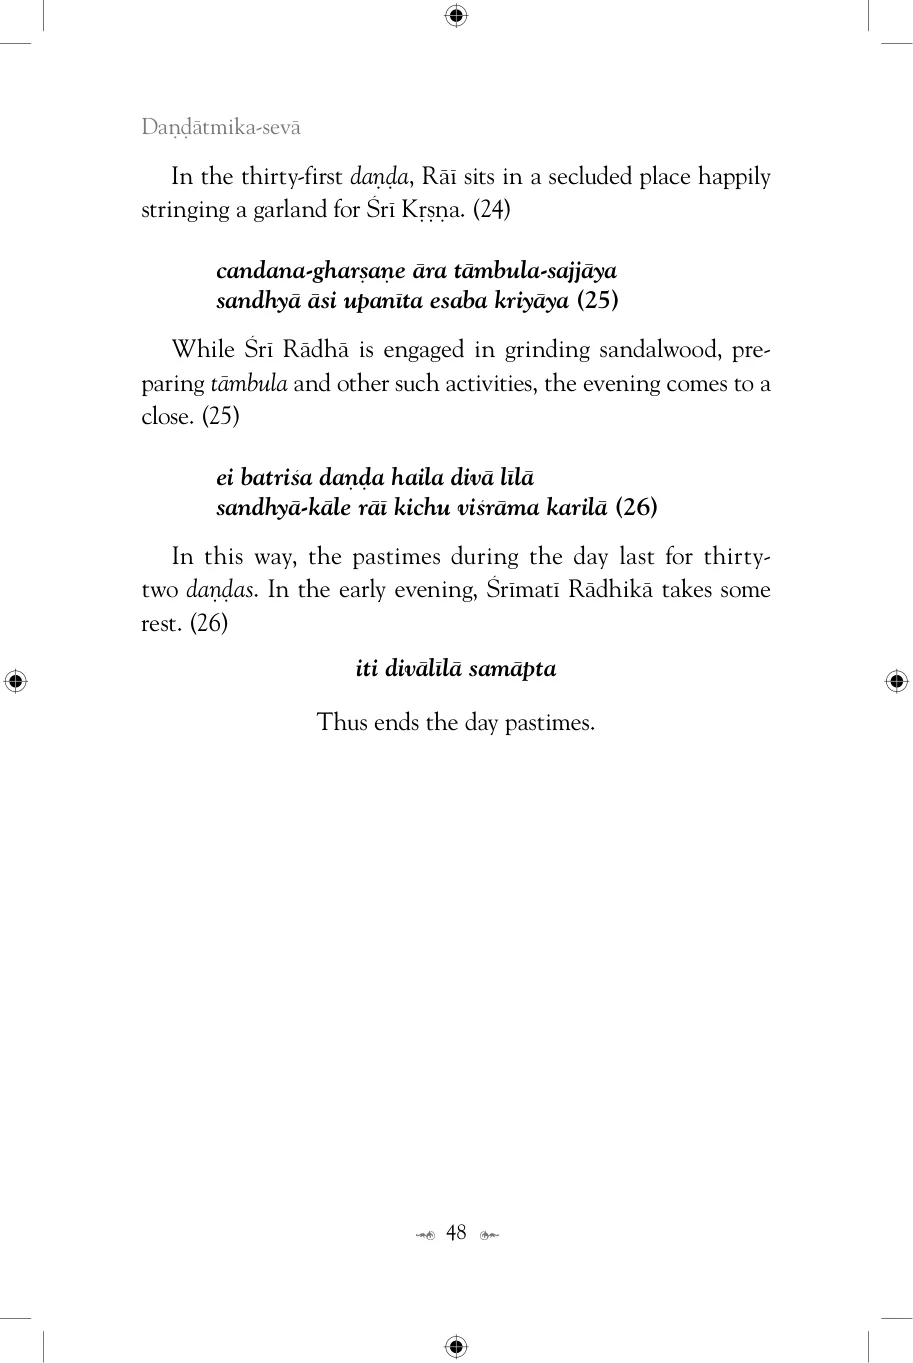 Daṇḍātmika-sevā
In the thirty-first daṇḍa, Rāī sits in a secluded place happily
stringing a garland for Śrī Kṛṣṇa. (24)
candana-gharṣaṇe āra tāmbula-sajjāya
sandhyā āsi upanīta esaba kriyāya (25)
While Śrī Rādhā is engaged in grinding sandalwood, pre-
paring tāmbula and other such activities, the evening comes to a
close. (25)
ei batriśa daṇḍa haila divā līlā
sandhyā-kāle rāī kichu viśrāma karilā (26)
In this way, the pastimes during the day last for thirty-
two daṇḍas. In the early evening, Śrīmatī Rādhikā takes some
rest. (26)
iti divālīlā samāpta
Thus ends the day pastimes.
48